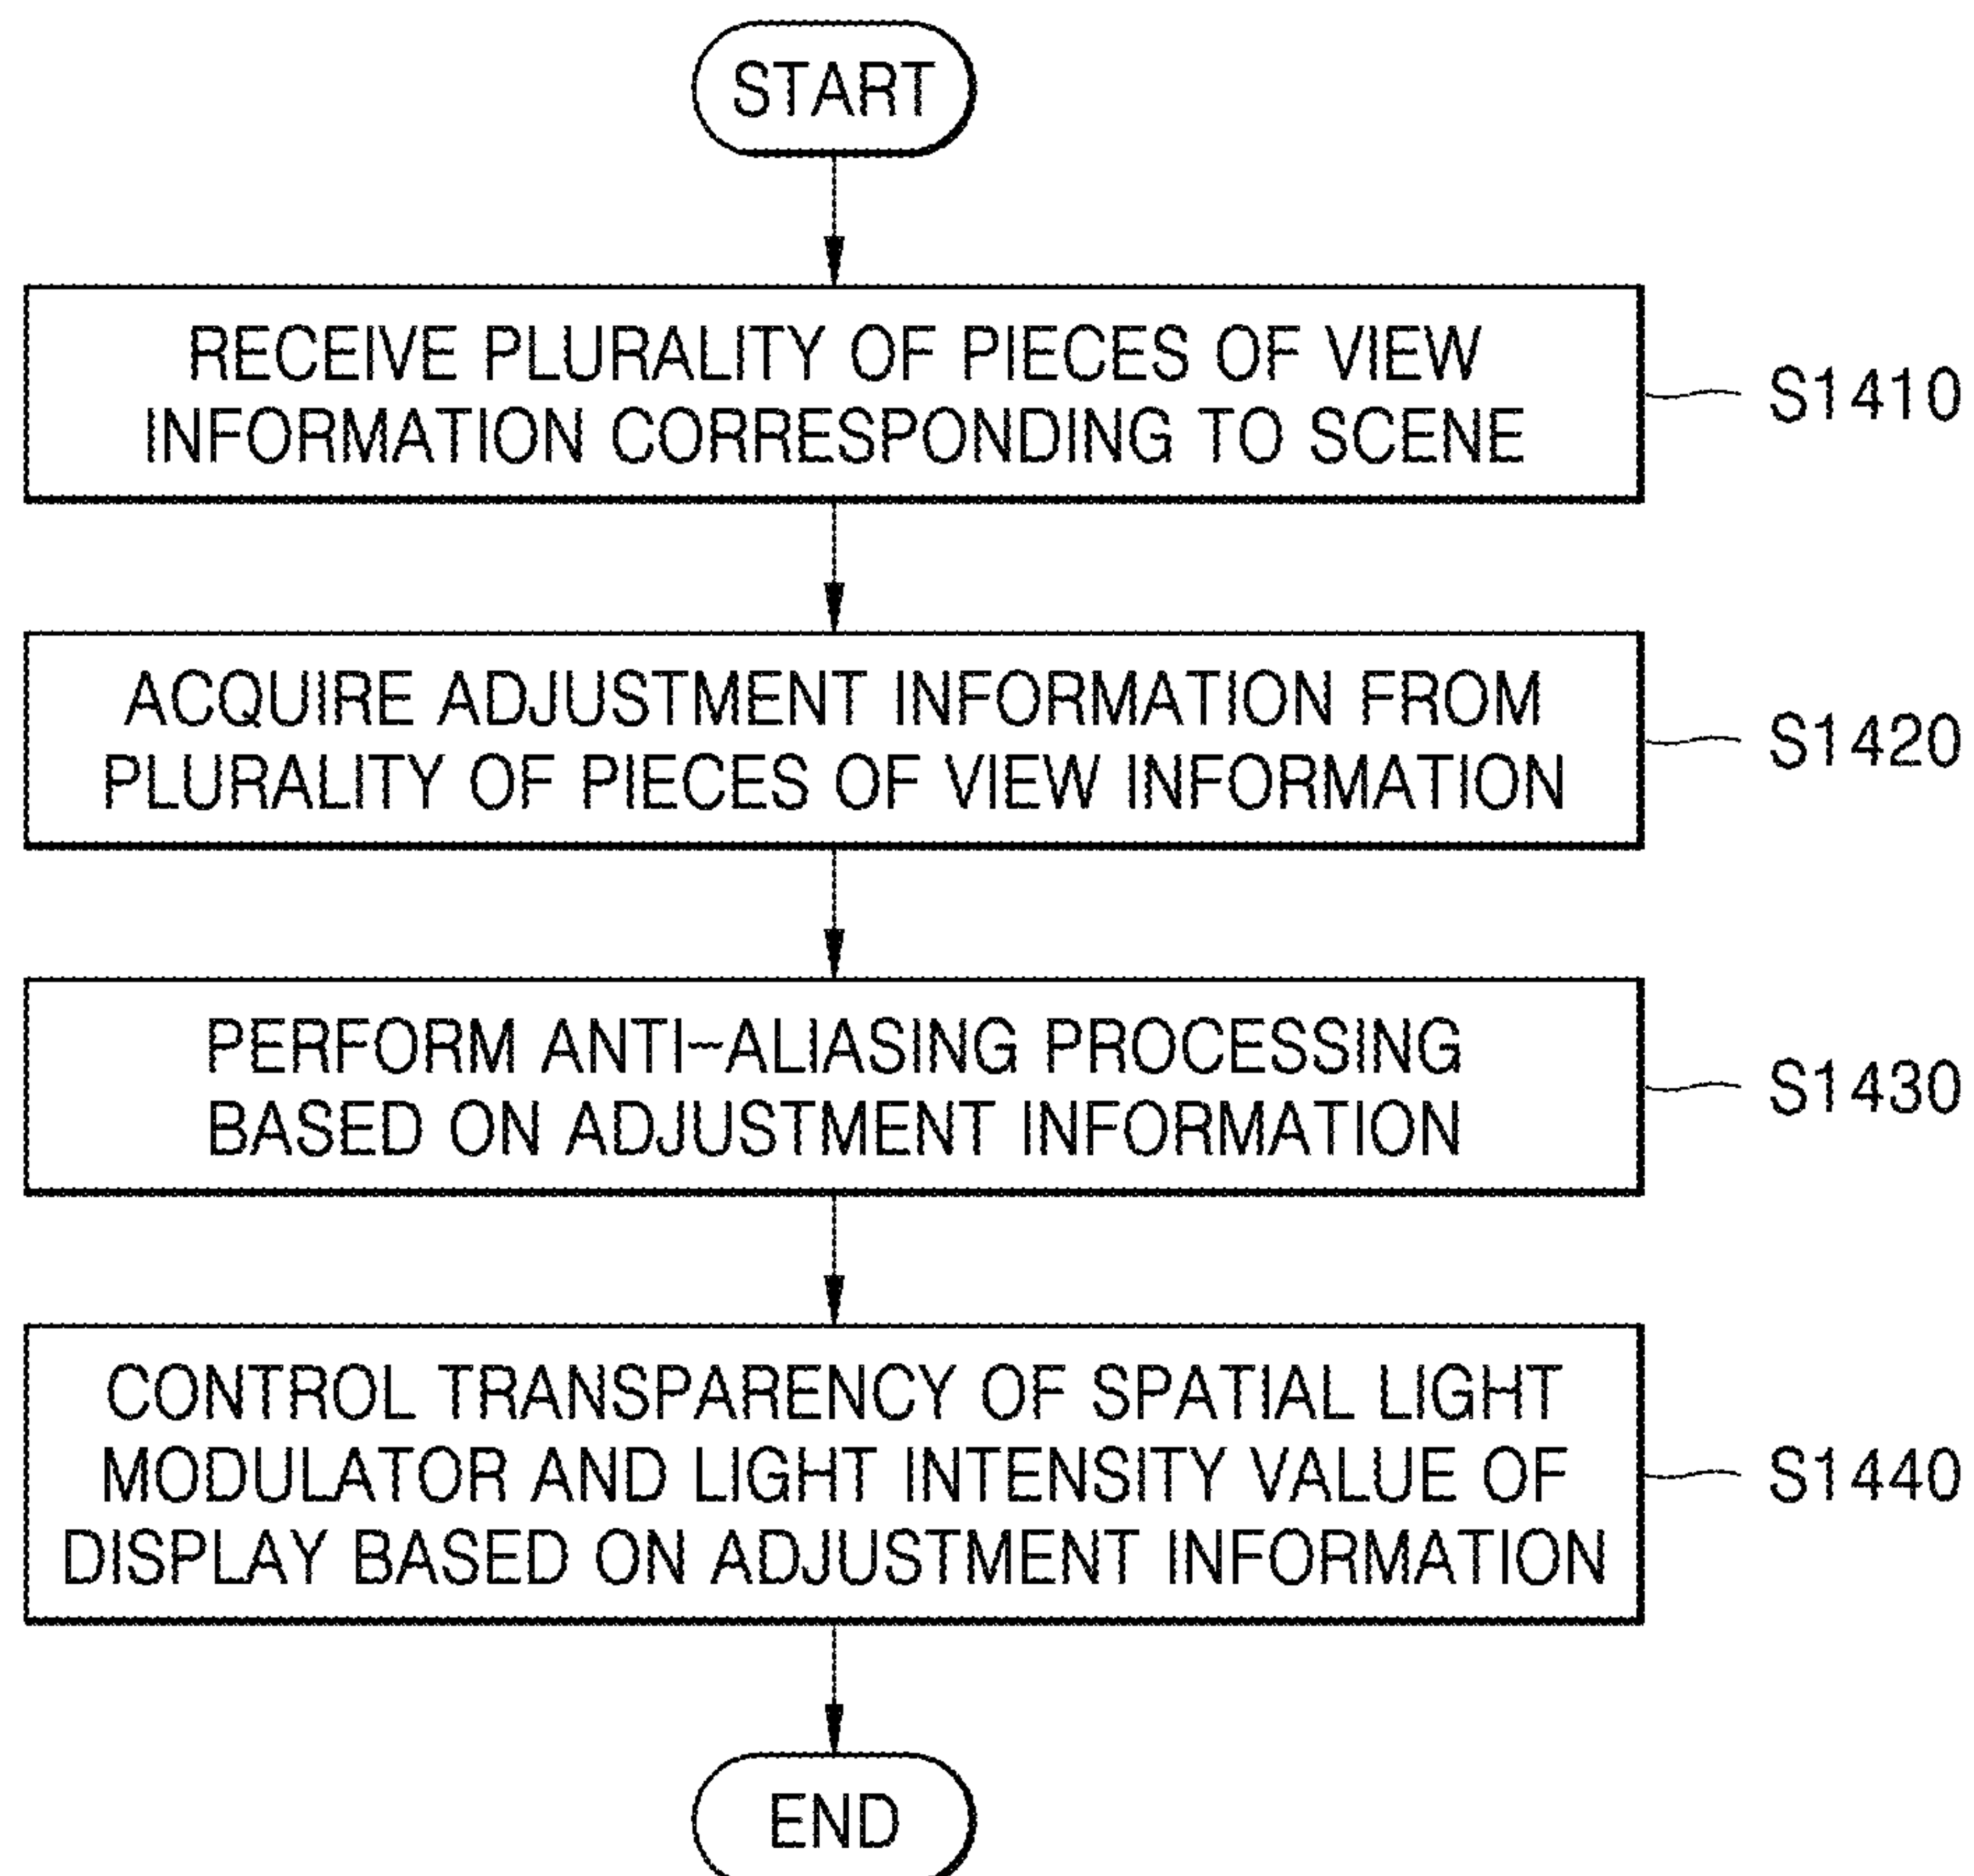 START
RECEIVE PLURALITY OF PIECES OF VIEW
INFORMATION CORRESPONDING TO SCENE
S1410
ACQUIRE ADJUSTMENT INFORMATION FROM
PLURALITY OF PIECES OF VIEW INFORMATION
S1420
PERFORM ANTI-ALIASING PROCESSING
BASED ON ADJUSTMENT INFORMATION
S1430
CONTROL TRANSPARENCY OF SPATIAL LIGHT
MODULATOR AND LIGHT INTENSITY VALUE OF
DISPLAY BASED ON ADJUSTMENT INFORMATION
S1440
END